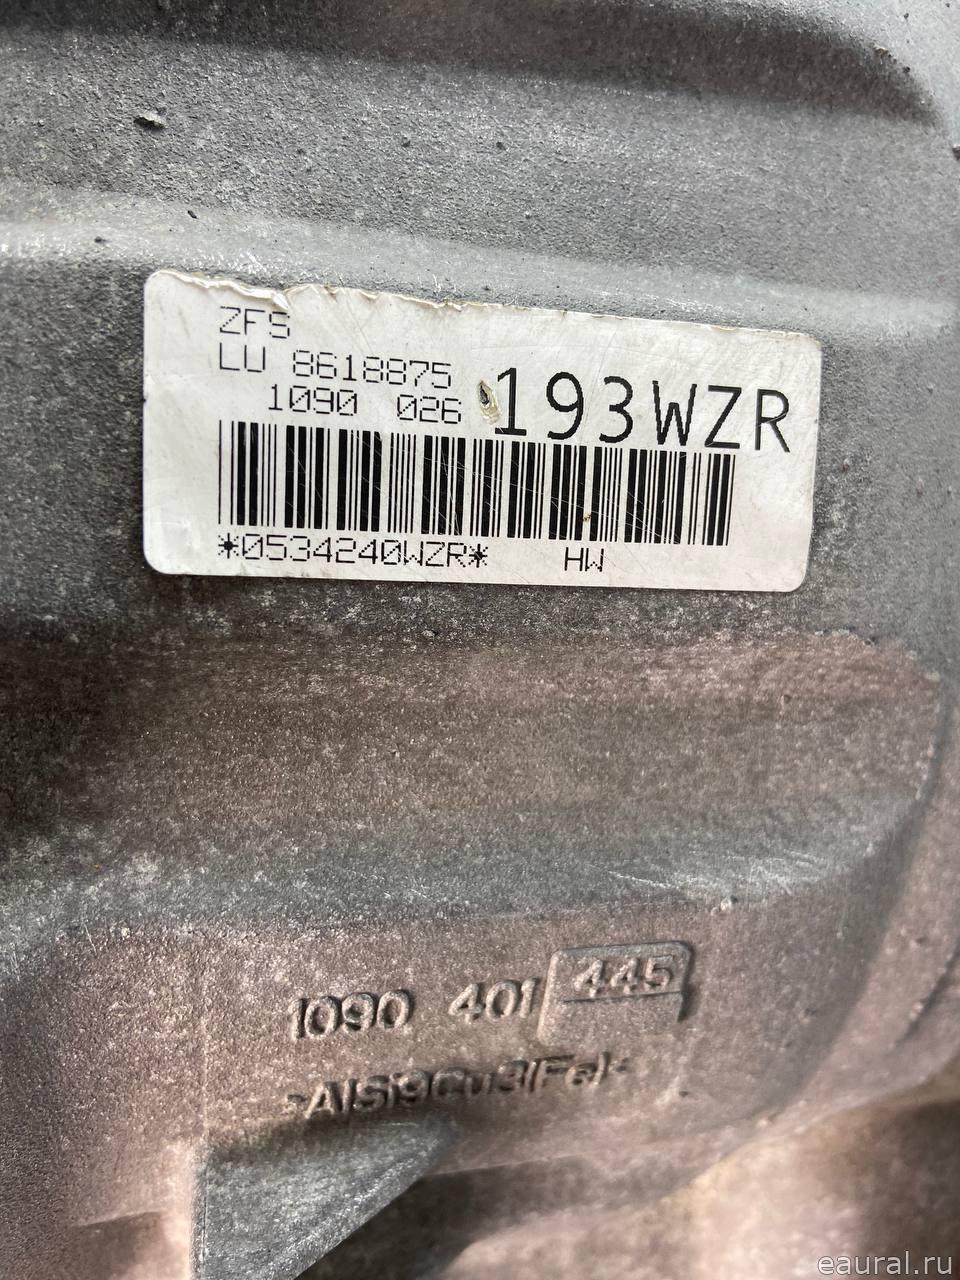 ZFS
LU 8618875
1090 026 193WZR
*0534240WZR* HW
1090 401 445
>AlSi9Cu3(Fe)<
eaural.ru